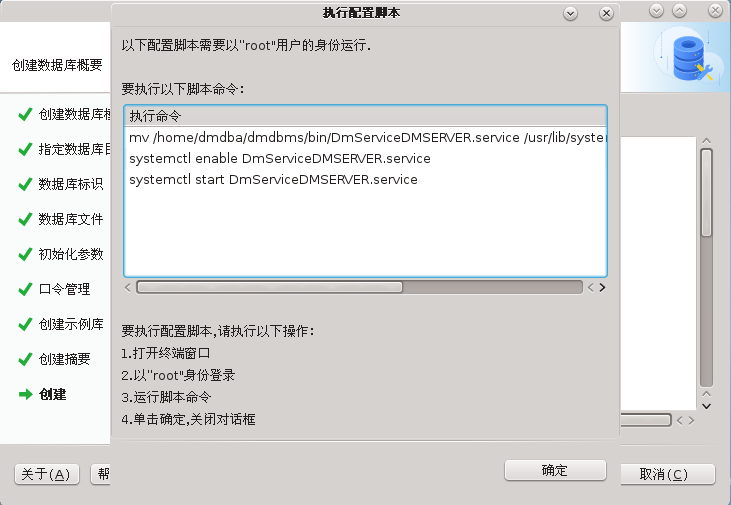 执行配置脚本
以下配置脚本需要以"root"用户的身份运行.
创建数据库概要
要执行以下脚本命令:
执行命令
mv /home/dmdba/dmdbms/bin/DmServiceDMSERVER.service /usr/lib/system
systemctl enable DmServiceDMSERVER.service
systemctl start DmServiceDMSERVER.service
创建数据库
指定数据库
数据库标识
数据库文件
初始化参数
口令管理
创建示例库
创建摘要
创建
要执行配置脚本,请执行以下操作:
1.打开终端窗口
2.以"root"身份登录
3.运行脚本命令
4.单击确定,关闭对话框
关于(A)
帮
确定
取消(C)